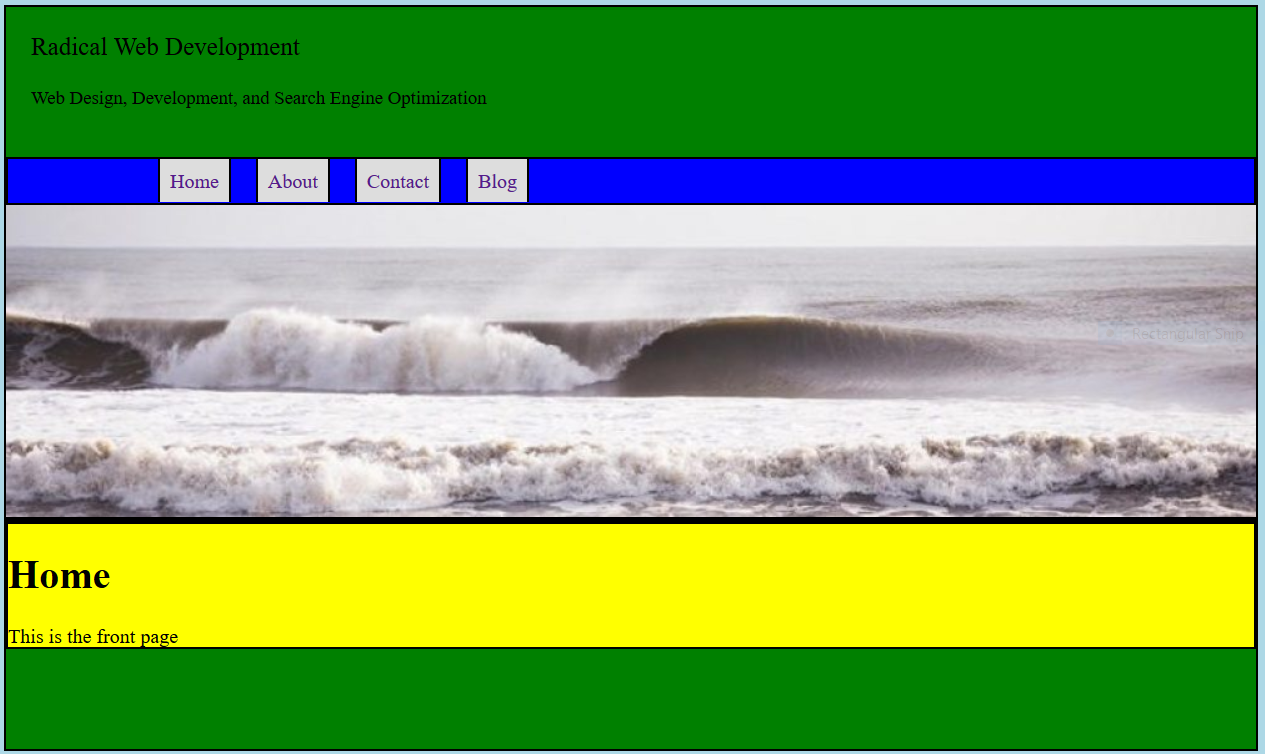 Radical Web Development
Web Design, Development, and Search Engine Optimization
Home
About
Contact
Blog
Rectangular Snip
Home
This is the front page